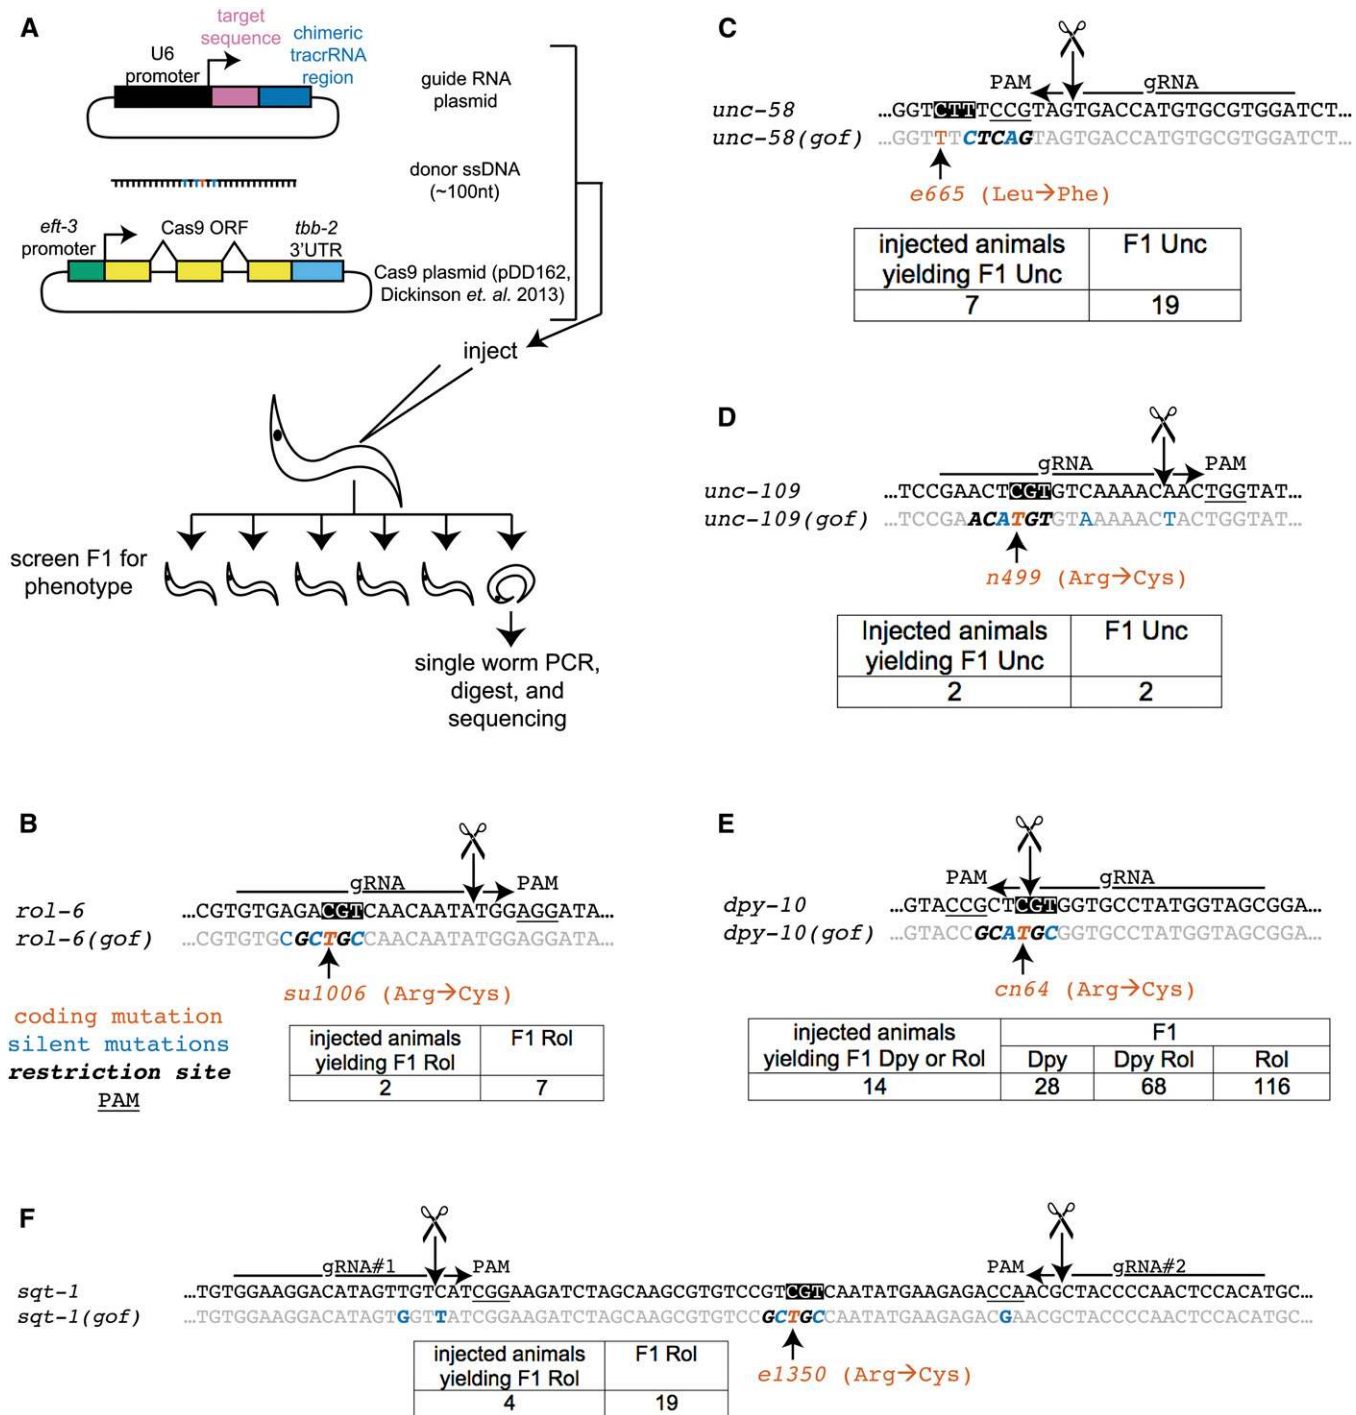 A
target
sequence
chimeric
tracrRNA
region
U6
promoter
guide RNA
plasmid
donor ssDNA
(~100nt)
eft-3
promoter
Cas9 ORF
tbb-2
3'UTR
Cas9 plasmid (pDD162,
Dickinson et. al. 2013)
inject
screen F1 for
phenotype
single worm PCR,
digest, and
sequencing
B
gRNA
PAM
rol-6 ...CGTGTGAGACGTCAACAATATGGAGGATA...
rol-6(gof) ...CGTGTGCGCTGCCAACAATATGGAGGATA...
su1006 (Arg→Cys)
coding mutation
silent mutations
restriction site
PAM
injected animals
yielding F1 Rol
F1 Rol
2 7
C
PAM
gRNA
unc-58 ...GGTCTTTCCGTAGTGACCATGTGCGTGGATCT...
unc-58(gof) ...GGTTTCTCAGTAGTGACCATGTGCGTGGATCT...
e665 (Leu→Phe)
injected animals
yielding F1 Unc
F1 Unc
7 19
D
gRNA
PAM
unc-109 ...TCCGAACTCGTGTCAAAACAACTGGTAT...
unc-109(gof) ...TCCGAACATGTGTAAAAACTACTGGTAT...
n499 (Arg→Cys)
Injected animals
yielding F1 Unc
F1 Unc
2 2
E
PAM
gRNA
dpy-10 ...GTACCGCTCGTGGTGCCTATGGTAGCGGA...
dpy-10(gof) ...GTACCGCATGCGGTGCCTATGGTAGCGGA...
cn64 (Arg→Cys)
injected animals
yielding F1 Dpy or Rol
F1
Dpy Dpy Rol Rol
14 28 68 116
F
gRNA#1
PAM
PAM
gRNA#2
sqt-1 ...TGTGGAAGGACATAGTTGTCATCGGAAGATCTAGCAAGCGTGTCCGTCGTCAATATGAAGAGACCAACGCTACCCCAACTCCACATGC...
sqt-1(gof) ...TGTGGAAGGACATAGTGGTTATCGGAAGATCTAGCAAGCGTGTCCGCTGCCAATATGAAGAGACGAACGCTACCCCAACTCCACATGC...
e1350 (Arg→Cys)
injected animals
yielding F1 Rol
F1 Rol
4 19